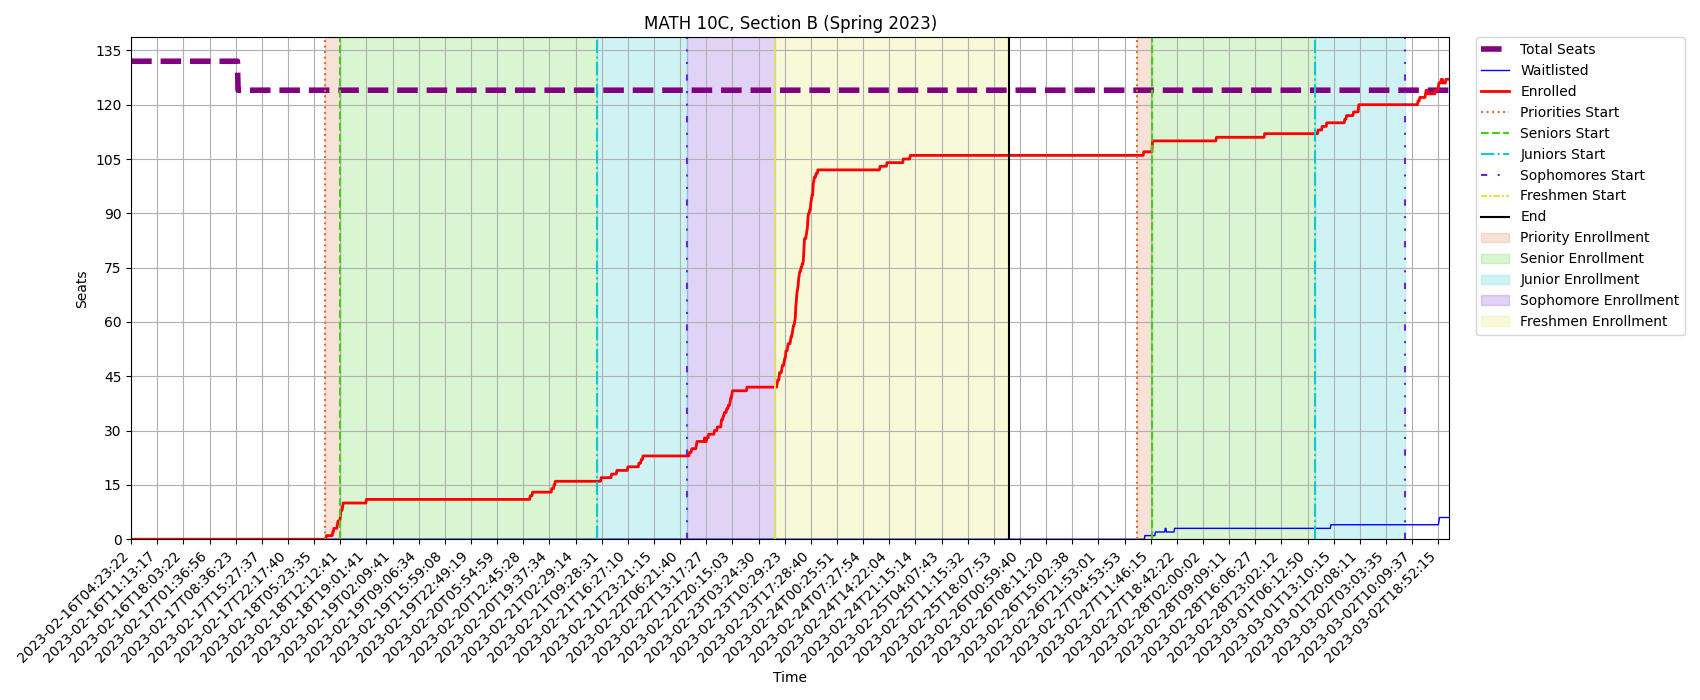 MATH 10C, Section B (Spring 2023)
Seats
135
120
105
90
75
60
45
30
15
0
2023-02-16T04:23:22
2023-02-16T11:13:17
2023-02-16T18:03:22
2023-02-17T01:36:56
2023-02-17T08:36:23
2023-02-17T15:27:37
2023-02-17T22:17:40
2023-02-18T05:23:35
2023-02-18T12:12:41
2023-02-18T19:01:41
2023-02-19T02:09:41
2023-02-19T09:06:34
2023-02-19T15:59:08
2023-02-19T22:49:19
2023-02-20T05:54:59
2023-02-20T12:45:28
2023-02-20T19:37:34
2023-02-21T02:29:14
2023-02-21T09:28:31
2023-02-21T16:27:10
2023-02-21T23:21:15
2023-02-22T06:21:40
2023-02-22T13:17:27
2023-02-22T20:15:03
2023-02-23T03:24:30
2023-02-23T10:29:23
2023-02-23T17:28:40
2023-02-24T00:25:51
2023-02-24T07:27:54
2023-02-24T14:22:04
2023-02-24T21:15:14
2023-02-25T04:07:43
2023-02-25T11:15:32
2023-02-25T18:07:53
2023-02-26T00:59:40
2023-02-26T08:11:20
2023-02-26T15:02:38
2023-02-26T21:53:01
2023-02-27T04:53:53
2023-02-27T11:46:15
2023-02-27T18:42:22
2023-02-28T02:00:02
2023-02-28T09:09:11
2023-02-28T16:06:27
2023-02-28T23:02:12
2023-03-01T06:12:50
2023-03-01T13:10:15
2023-03-01T20:08:11
2023-03-02T03:03:35
2023-03-02T10:09:37
2023-03-02T18:52:15
Time
Total Seats
Waitlisted
Enrolled
Priorities Start
Seniors Start
Juniors Start
Sophomores Start
Freshmen Start
End
Priority Enrollment
Senior Enrollment
Junior Enrollment
Sophomore Enrollment
Freshmen Enrollment